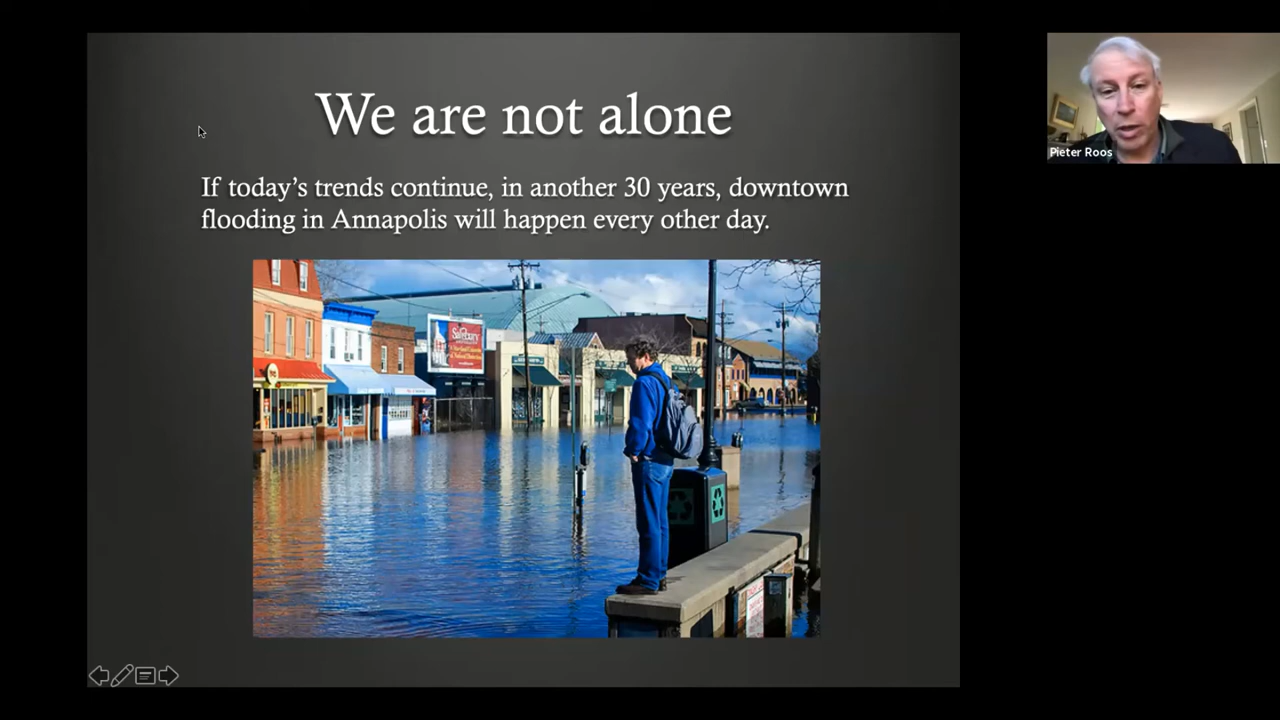 We are not alone
If today's trends continue, in another 30 years, downtown
flooding in Annapolis will happen every other day.
Pieter Roos